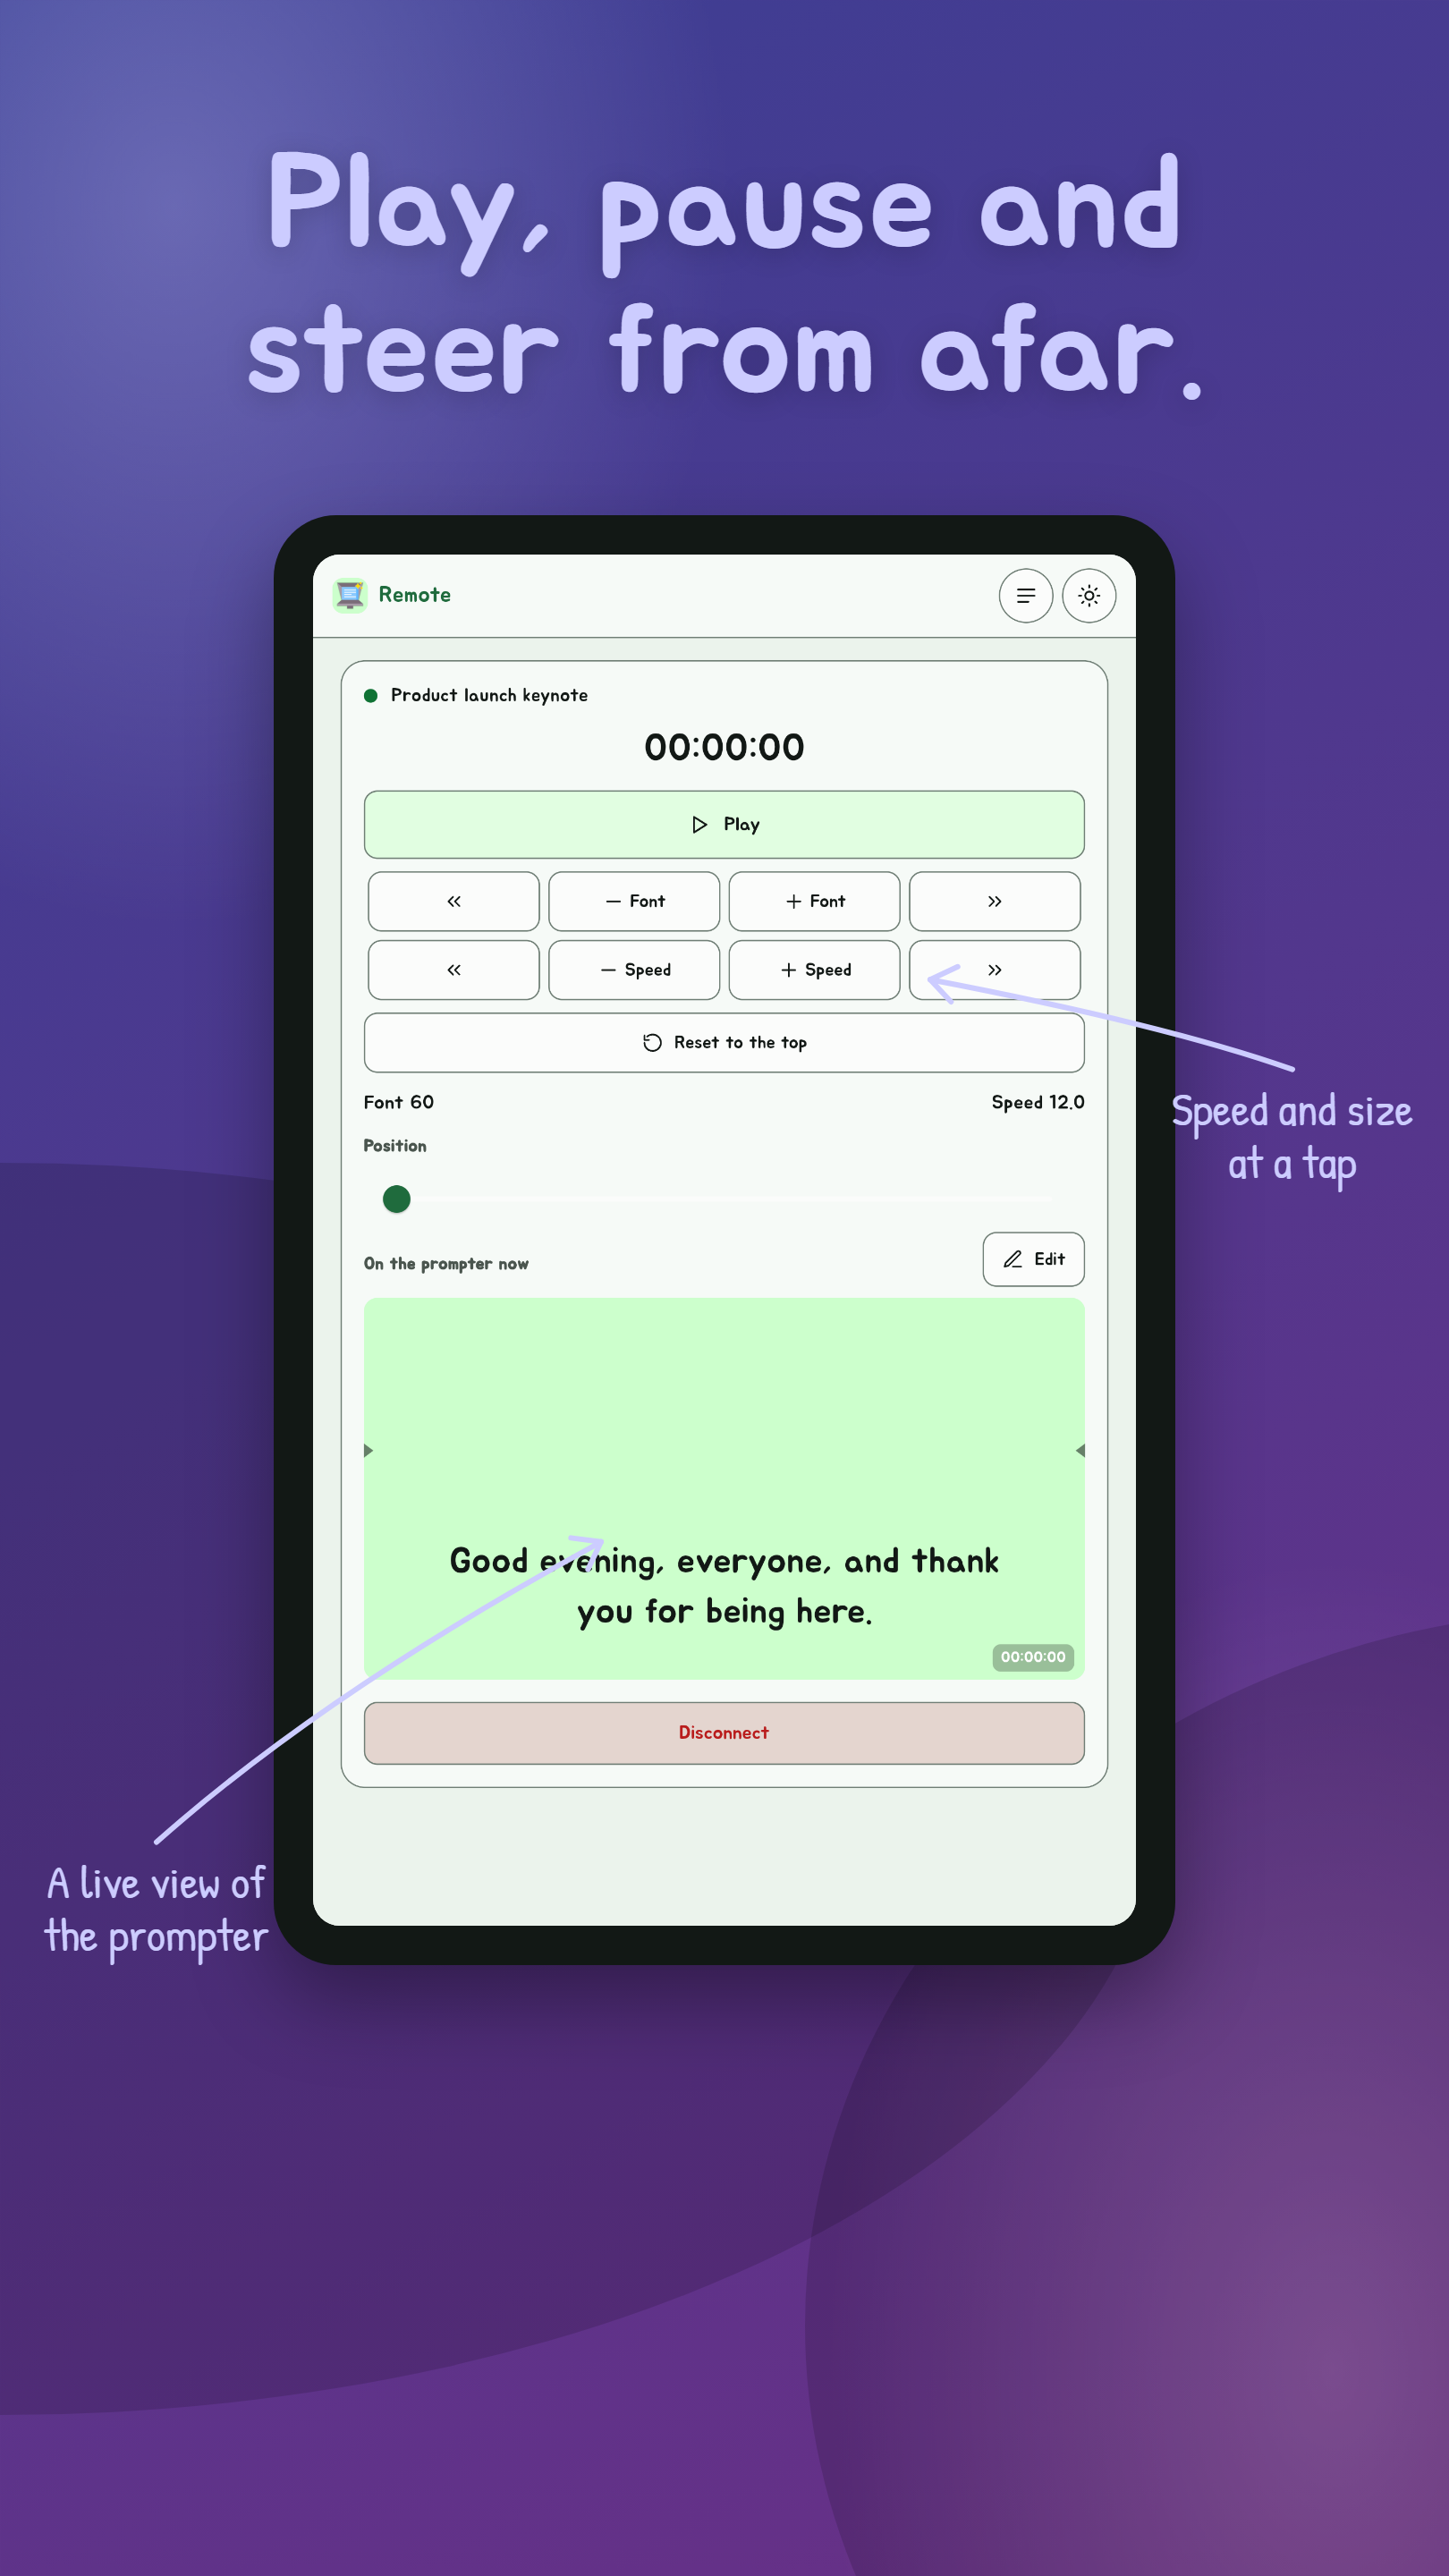 Play, pause and
steer from afar.
Remote
Product launch keynote
00:00:00
Play
« — Font + Font »
« — Speed + Speed »
Reset to the top
Font 60 Speed 12.0
Position
Speed and size
at a tap
On the prompter now Edit
Good evening, everyone, and thank
you for being here.
00:00:00
Disconnect
A live view of
the prompter